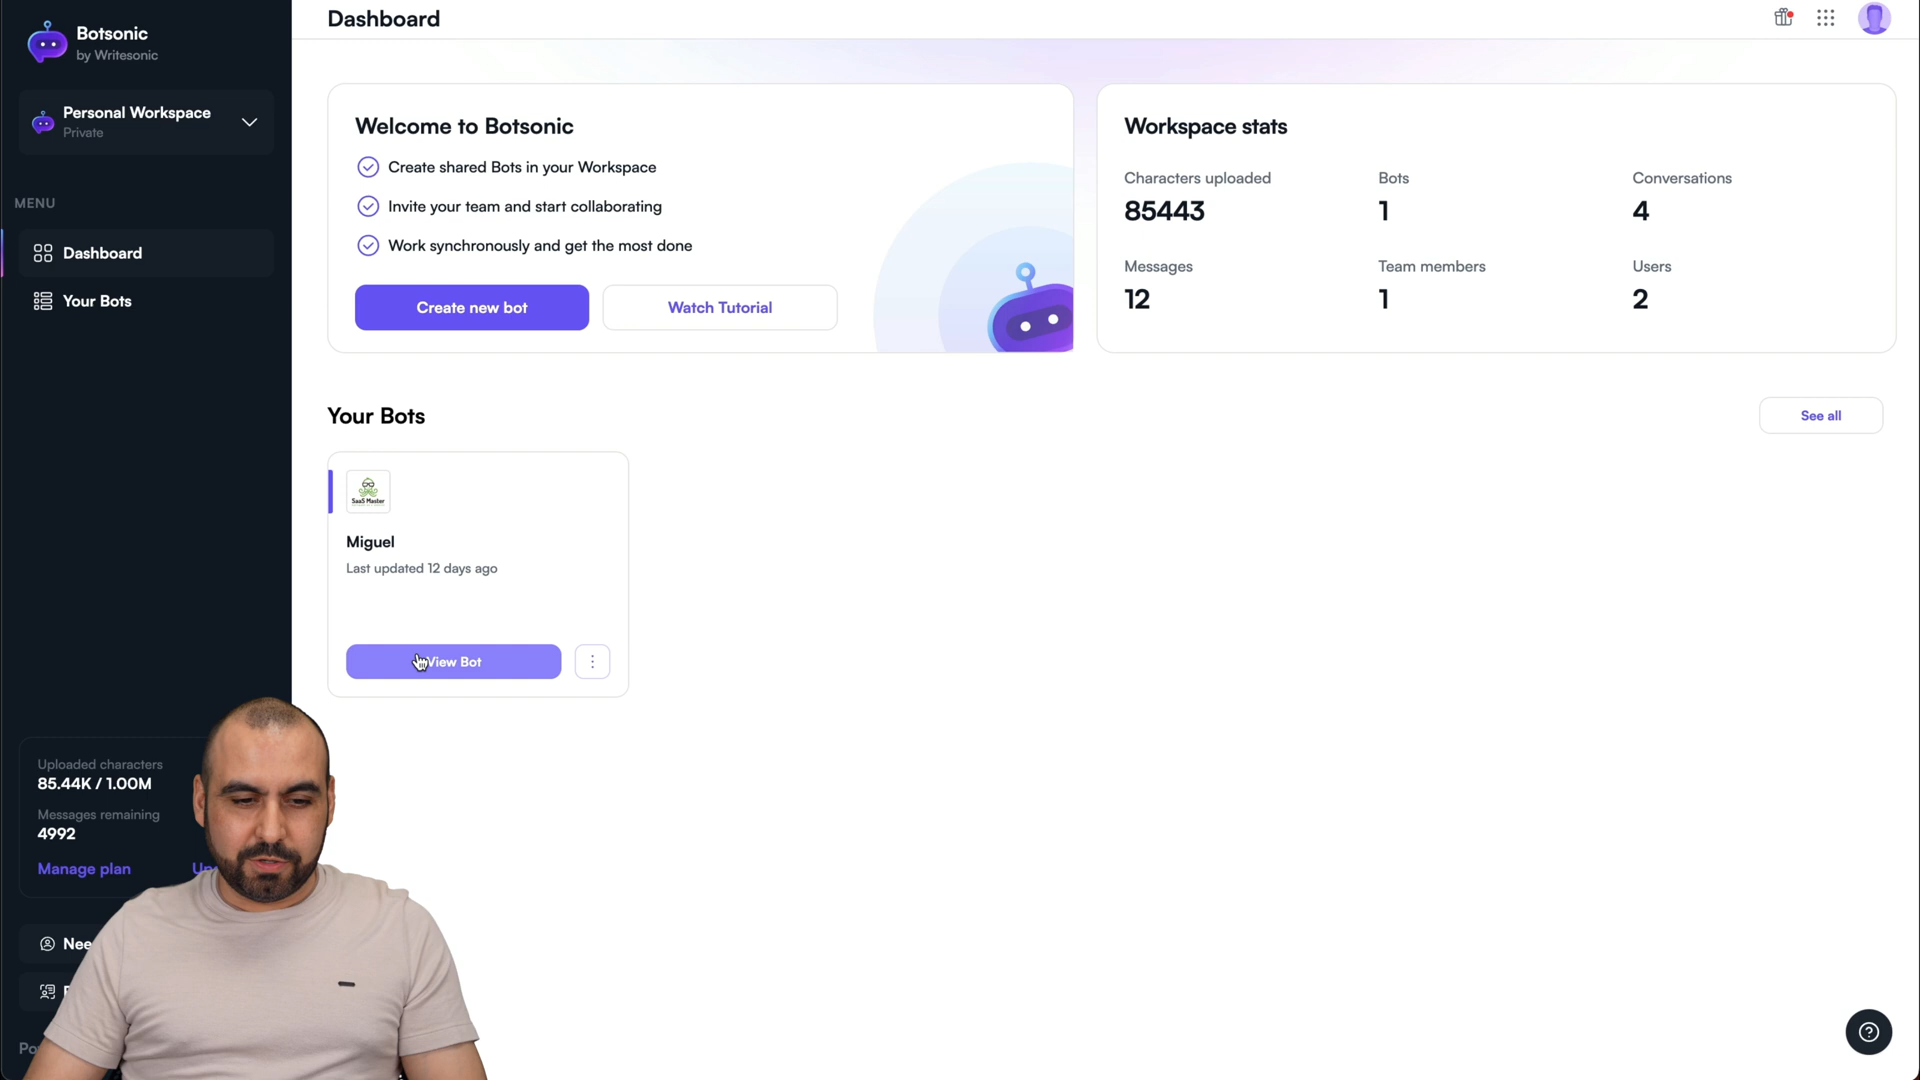 Botsonic
by Writesonic
Personal Workspace
Private
MENU
Dashboard
Your Bots
Uploaded characters
85.44K / 1.00M
Messages remaining
4992
Manage plan
Dashboard
Welcome to Botsonic
Create shared Bots in your Workspace
Invite your team and start collaborating
Work synchronously and get the most done
Create new bot
Watch Tutorial
Workspace stats
Characters uploaded
85443
Bots
1
Conversations
4
Messages
12
Team members
1
Users
2
Your Bots
See all
SaaS Master
Miguel
Last updated 12 days ago
View Bot